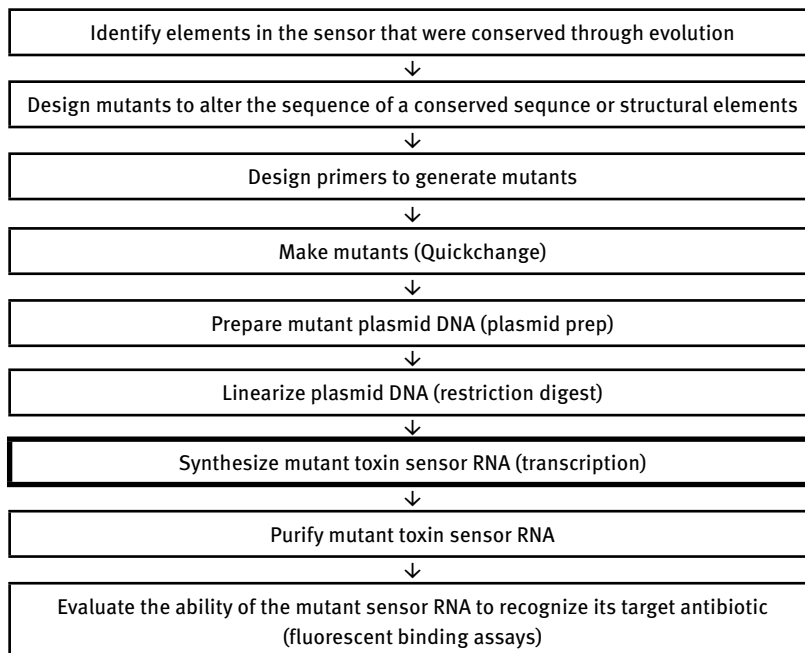 Identify elements in the sensor that were conserved through evolution
↓
Design mutants to alter the sequence of a conserved sequnce or structural elements
↓
Design primers to generate mutants
↓
Make mutants (Quickchange)
↓
Prepare mutant plasmid DNA (plasmid prep)
↓
Linearize plasmid DNA (restriction digest)
↓
Synthesize mutant toxin sensor RNA (transcription)
↓
Purify mutant toxin sensor RNA
↓
Evaluate the ability of the mutant sensor RNA to recognize its target antibiotic
(fluorescent binding assays)